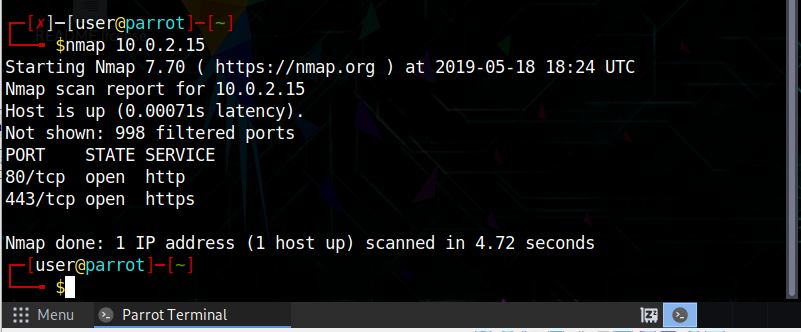 ┌─[✗]─[user@parrot]─[~]
└──╼ $nmap 10.0.2.15
Starting Nmap 7.70 ( https://nmap.org ) at 2019-05-18 18:24 UTC
Nmap scan report for 10.0.2.15
Host is up (0.00071s latency).
Not shown: 998 filtered ports
PORT    STATE SERVICE
80/tcp  open  http
443/tcp open  https
Nmap done: 1 IP address (1 host up) scanned in 4.72 seconds
┌─[user@parrot]─[~]
└──╼ $
Menu Parrot Terminal